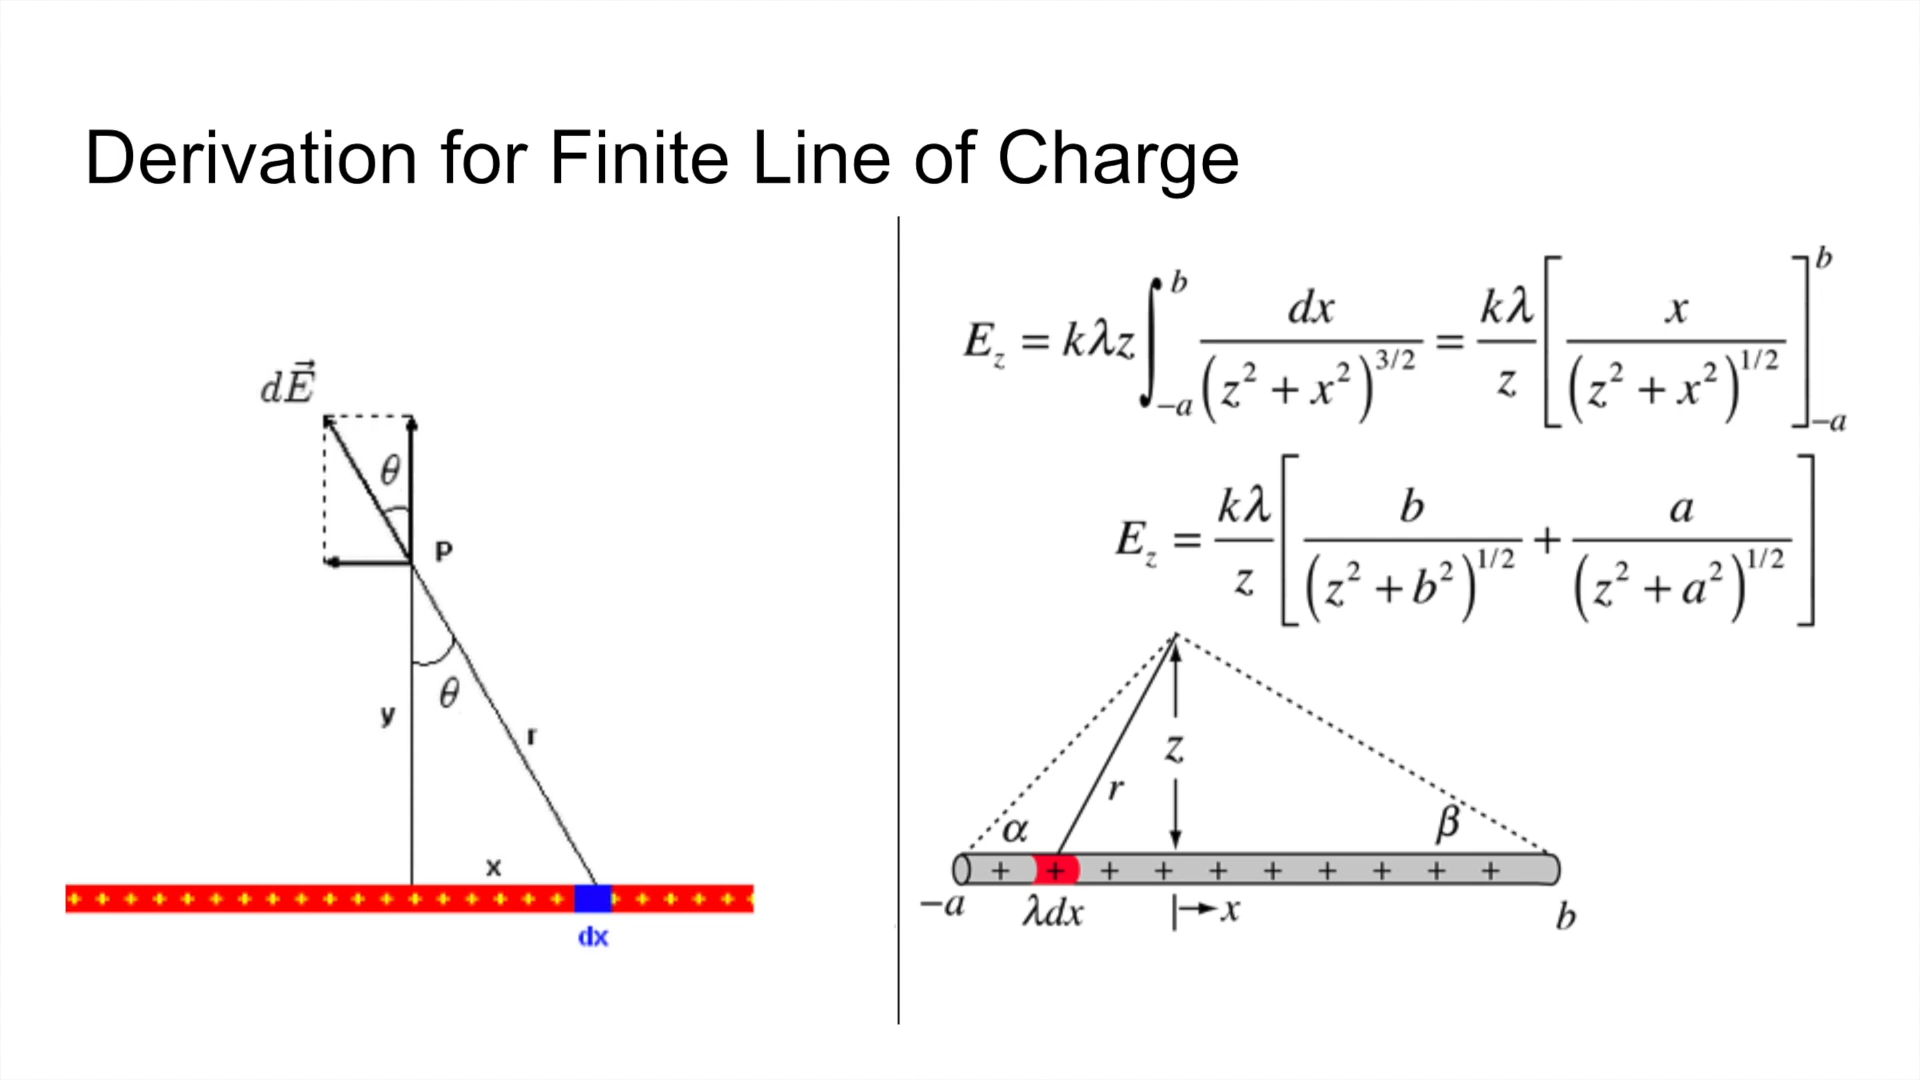 Derivation for Finite Line of Charge
dE⃗
θ
P
θ
y
r
x
+ + + + + + + + + + + + + + + + + + + + + + + +
dx
E_z = kλz ∫_{-a}^{b} dx / (z² + x²)^{3/2} = kλ/z [ x / (z² + x²)^{1/2} ]_{-a}^{b}
E_z = kλ/z [ b / (z² + b²)^{1/2} + a / (z² + a²)^{1/2} ]
z
r
α
β
+ + + + + + + + + +
−a λdx |→x b